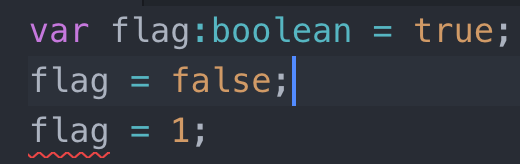 var flag:boolean = true;
flag = false;
flag = 1;